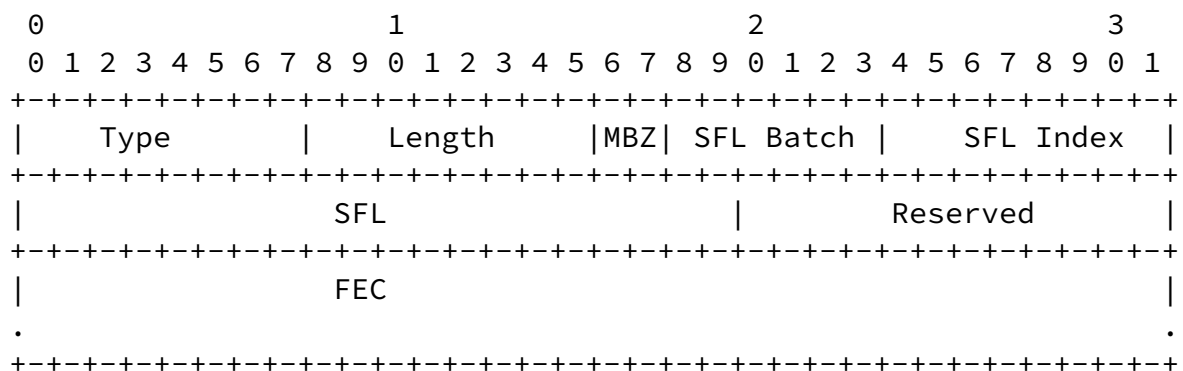 0                   1                   2                   3
 0 1 2 3 4 5 6 7 8 9 0 1 2 3 4 5 6 7 8 9 0 1 2 3 4 5 6 7 8 9 0 1
+-+-+-+-+-+-+-+-+-+-+-+-+-+-+-+-+-+-+-+-+-+-+-+-+-+-+-+-+-+-+-+-+
|    Type       |    Length     |MBZ| SFL Batch |    SFL Index  |
+-+-+-+-+-+-+-+-+-+-+-+-+-+-+-+-+-+-+-+-+-+-+-+-+-+-+-+-+-+-+-+-+
|                 SFL                   |        Reserved       |
+-+-+-+-+-+-+-+-+-+-+-+-+-+-+-+-+-+-+-+-+-+-+-+-+-+-+-+-+-+-+-+-+
|                 FEC                                           |
.                                                               .
+-+-+-+-+-+-+-+-+-+-+-+-+-+-+-+-+-+-+-+-+-+-+-+-+-+-+-+-+-+-+-+-+